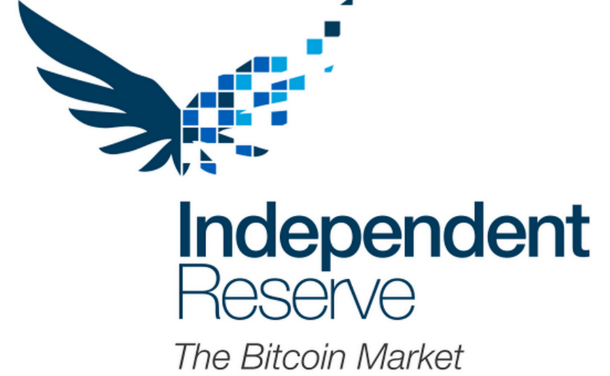 Independent
Reserve
The Bitcoin Market